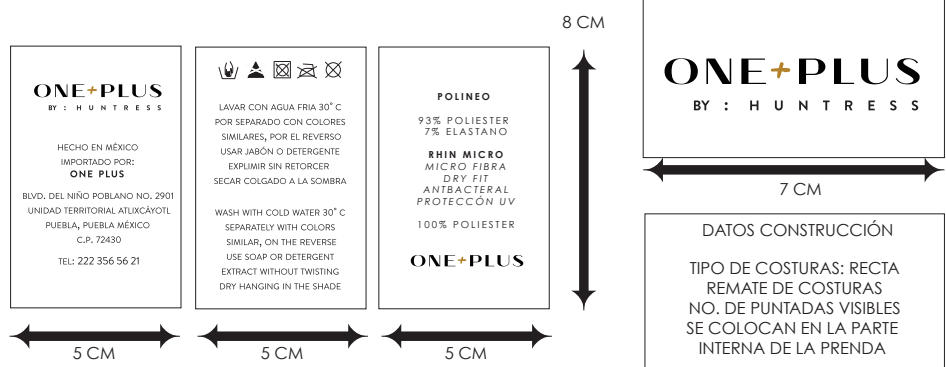 ONE+PLUS
BY : HUNTRESS
HECHO EN MÉXICO
IMPORTADO POR:
ONE PLUS
BLVD. DEL NIÑO POBLANO NO. 2901
UNIDAD TERRITORIAL ATLIXCÁYOTL
PUEBLA, PUEBLA MÉXICO
C.P. 72430
TEL: 222 356 56 21
5 CM
LAVAR CON AGUA FRIA 30° C
POR SEPARADO CON COLORES
SIMILARES, POR EL REVERSO
USAR JABÓN O DETERGENTE
EXPLIMIR SIN RETORCER
SECAR COLGADO A LA SOMBRA
WASH WITH COLD WATER 30° C
SEPARATELY WITH COLORS
SIMILAR, ON THE REVERSE
USE SOAP OR DETERGENT
EXTRACT WITHOUT TWISTING
DRY HANGING IN THE SHADE
5 CM
POLINEO
93% POLIESTER
7% ELASTANO
RHIN MICRO
MICRO FIBRA
DRY FIT
ANTBACTERAL
PROTECCÓN UV
100% POLIESTER
ONE+PLUS
5 CM
8 CM
ONE+PLUS
BY : HUNTRESS
7 CM
DATOS CONSTRUCCIÓN
TIPO DE COSTURAS: RECTA
REMATE DE COSTURAS
NO. DE PUNTADAS VISIBLES
SE COLOCAN EN LA PARTE
INTERNA DE LA PRENDA